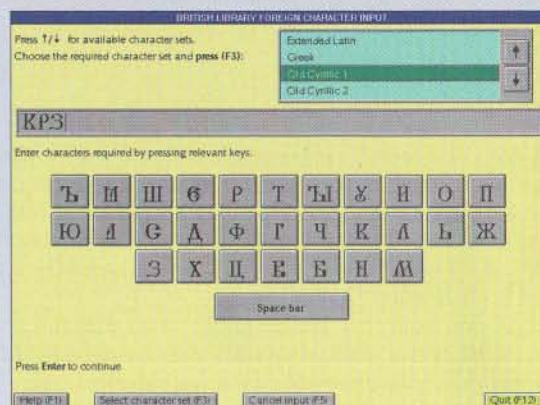 BRITISH LIBRARY FOREIGN CHARACTER INPUT
Press ↑/↓ for available character sets.
Choose the required character set and press (F3):
Extended Latin
Greek
Old Cyrillic 1
Old Cyrillic 2
КРЗ
Enter characters required by pressing relevant keys.
Ъ М Ш Р Т Ꙑ Ꙋ И О П
Ю Д Ф Г Ч К Л Ь Ж
З Х Ц Б Н
Space bar
Press Enter to continue
Help (F1) Select character set (F3) Cancel input (F5) Quit (F12)